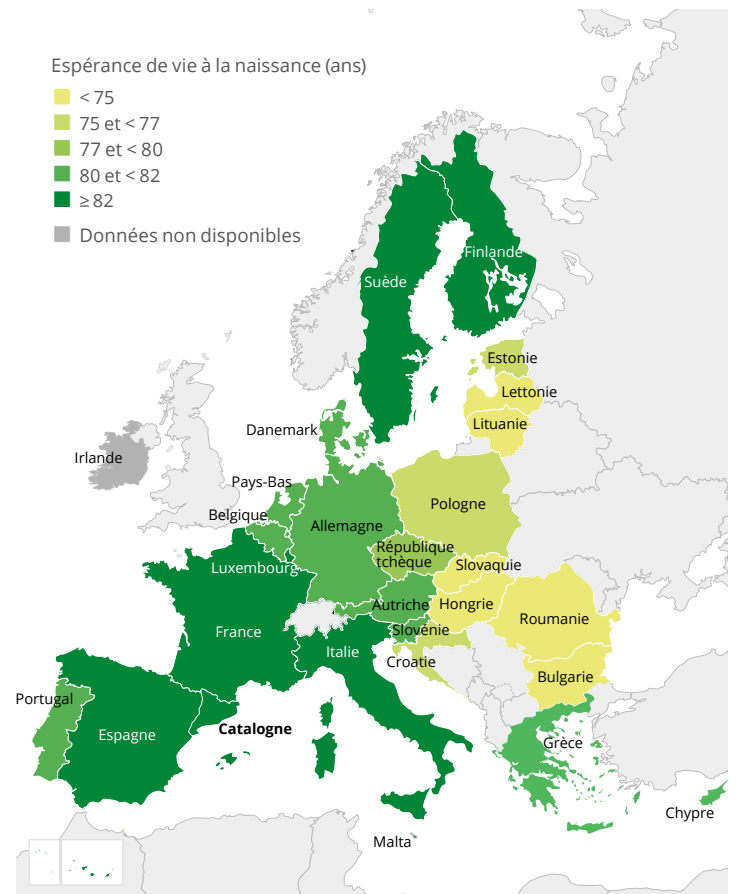 Espérance de vie à la naissance (ans)
< 75
75 et < 77
77 et < 80
80 et < 82
≥ 82
Données non disponibles
Finlande
Suède
Estonie
Lettonie
Lituanie
Danemark
Irlande
Pays-Bas
Belgique
Allemagne
Pologne
République
tchèque
Slovaquie
Luxembourg
Autriche
Hongrie
Roumanie
France
Slovénie
Italie
Croatie
Bulgarie
Portugal
Espagne
Catalogne
Grèce
Chypre
Malta